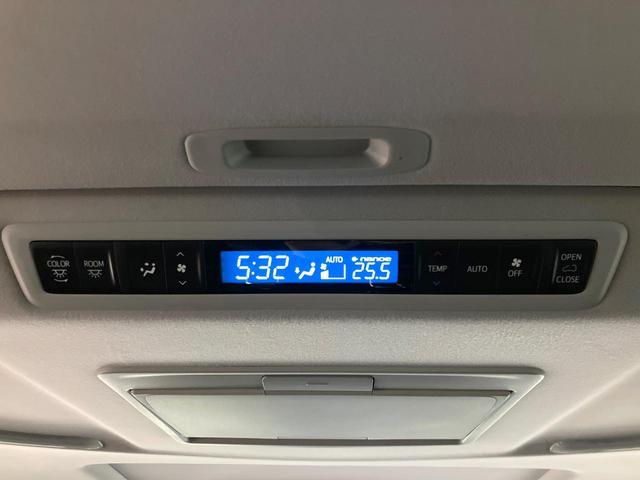 COLOR
ROOM
5:32
AUTO
nanoe
25.5
TEMP
AUTO
OFF
OPEN
CLOSE